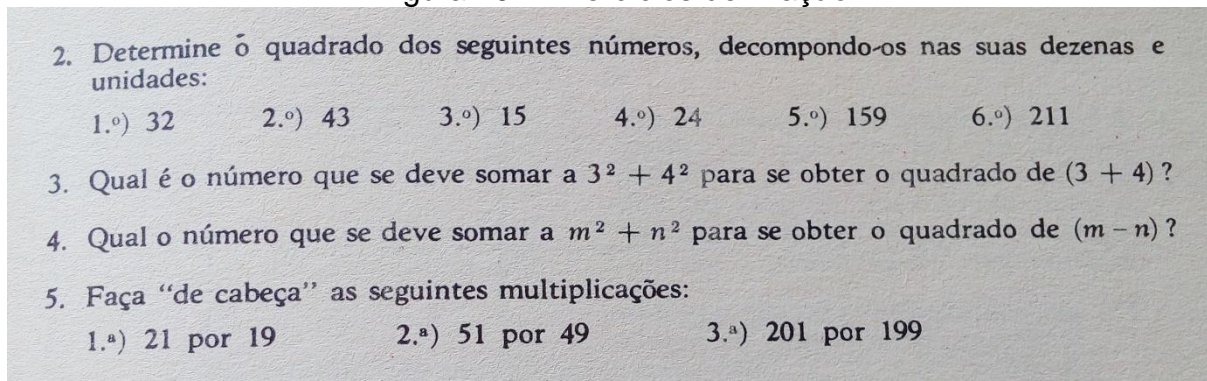 2. Determine o quadrado dos seguintes números, decompondo-os nas suas dezenas e
unidades:
1.º) 32 2.º) 43 3.º) 15 4.º) 24 5.º) 159 6.º) 211
3. Qual é o número que se deve somar a 3² + 4² para se obter o quadrado de (3 + 4) ?
4. Qual o número que se deve somar a m² + n² para se obter o quadrado de (m – n) ?
5. Faça “de cabeça” as seguintes multiplicações:
1.ª) 21 por 19 2.ª) 51 por 49 3.ª) 201 por 199